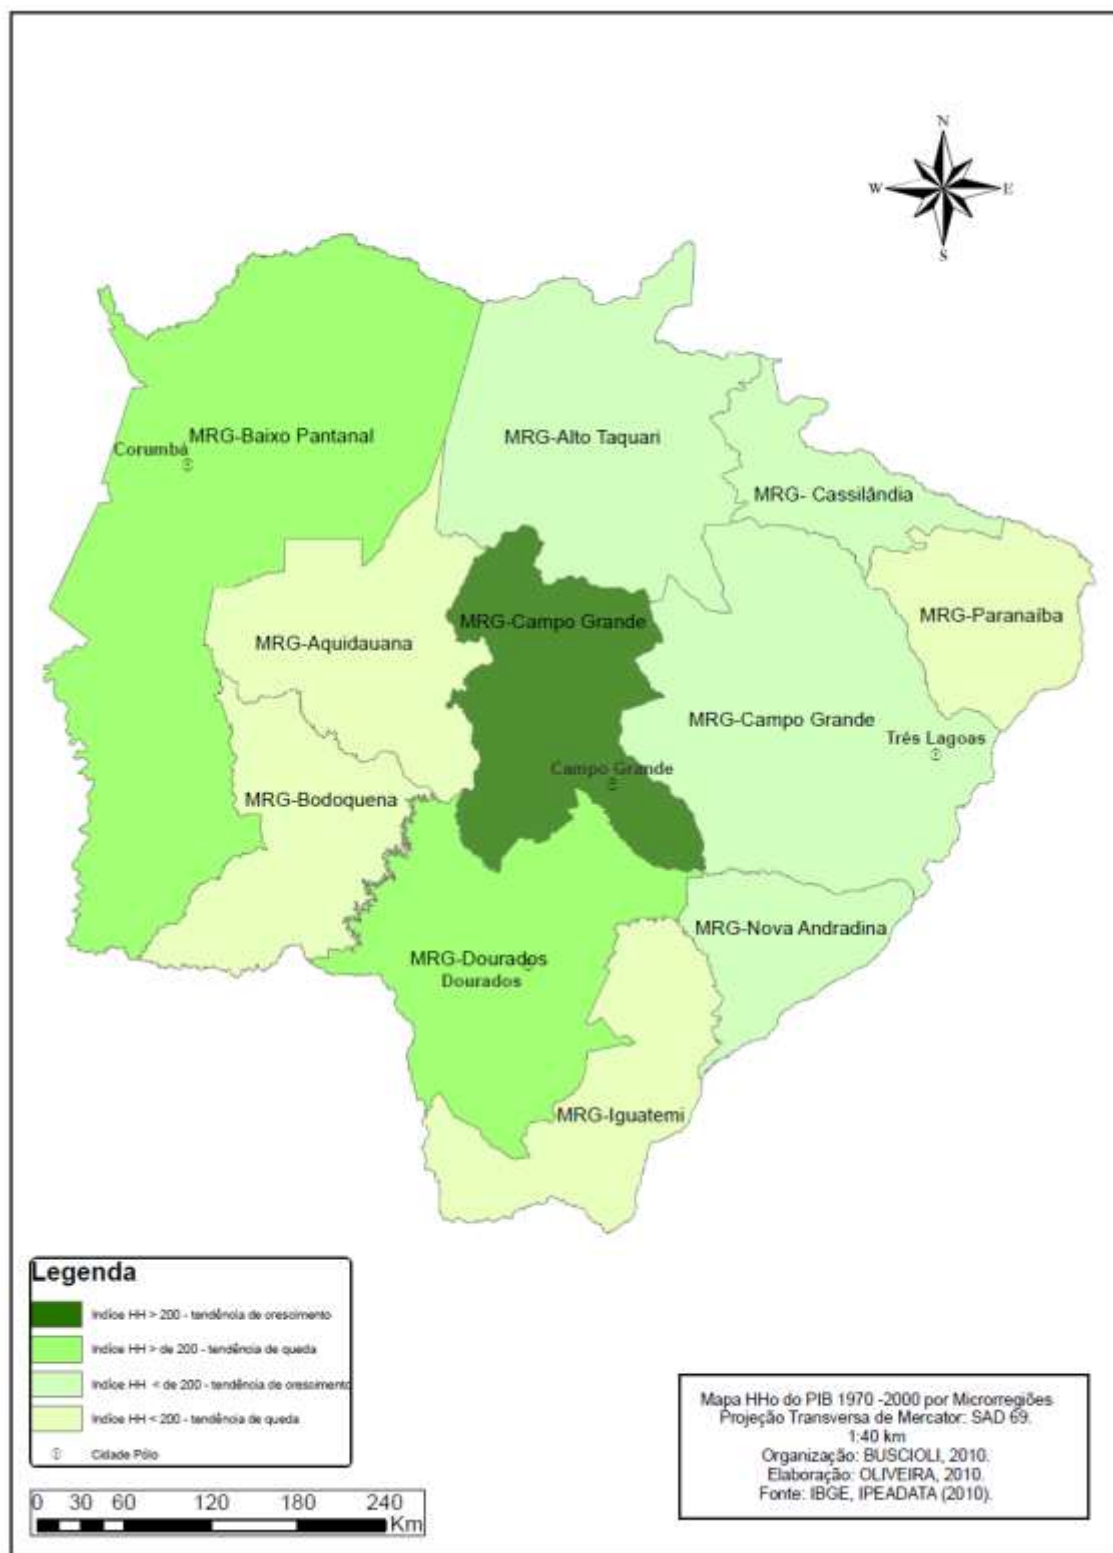 N
W
E
S
MRG-Baixo Pantanal
Corumbá
MRG-Alto Taquari
MRG- Cassilândia
MRG-Campo Grande
MRG-Paranaíba
MRG-Aquidauana
MRG-Campo Grande
Três Lagoas
Campo Grande
MRG-Bodoquena
MRG-Nova Andradina
MRG-Dourados
Dourados
MRG-Iguatemi
Legenda
Indíce HH > 200 - tendência de crescimento
Indíce HH > de 200 - tendência de queda
Indíce HH < de 200 - tendência de crescimento
Indíce HH < 200 - tendência de queda
Cidade Pólo
0 30 60 120 180 240
Km
Mapa HHo do PIB 1970 -2000 por Microrregiões
Projeção Transversa de Mercator: SAD 69.
1:40 km
Organização: BUSCIOLI, 2010.
Elaboração: OLIVEIRA, 2010.
Fonte: IBGE, IPEADATA (2010).